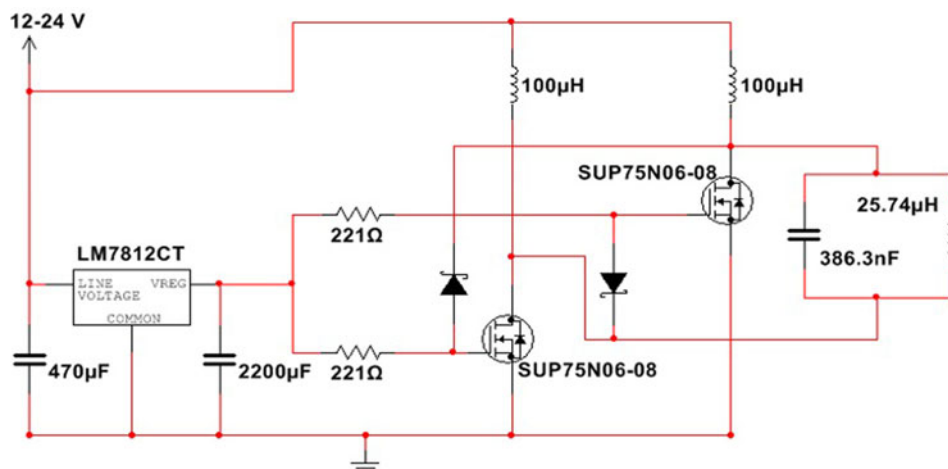 12-24 V
100µH
100µH
SUP75N06-08
25.74µH
221Ω
386.3nF
LM7812CT
LINE VREG
VOLTAGE
COMMON
470µF
2200µF
221Ω
SUP75N06-08